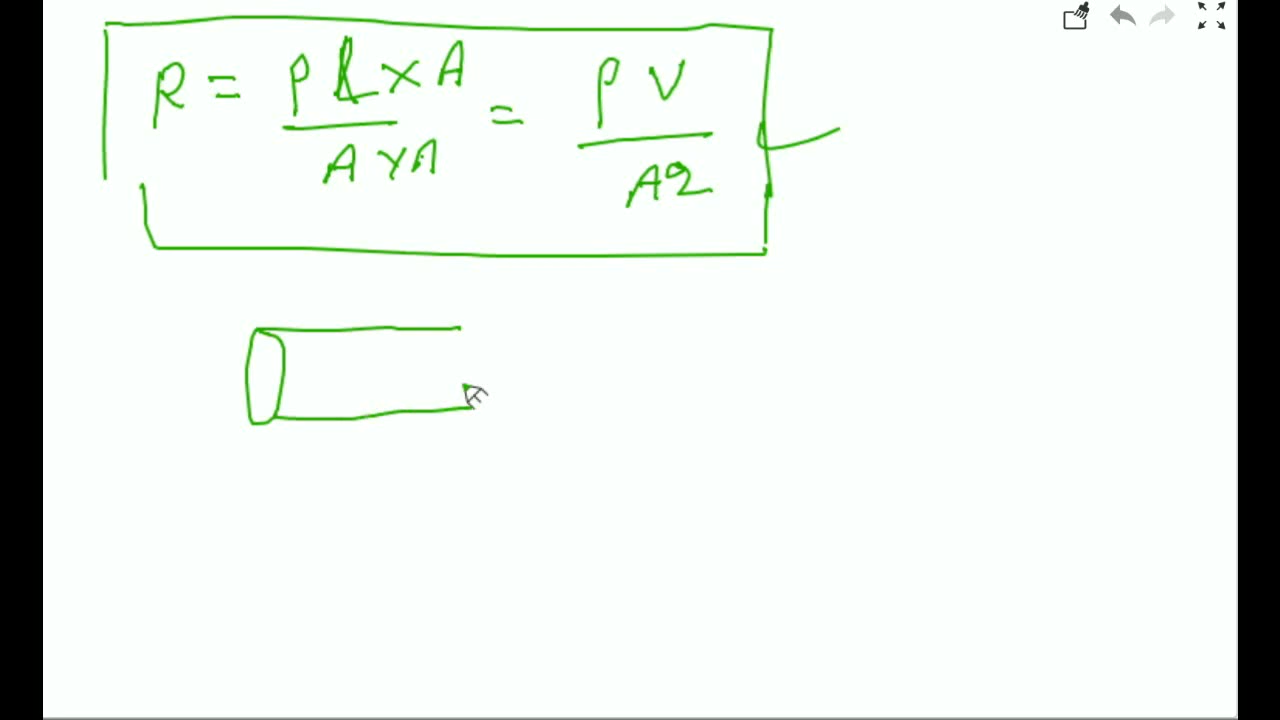 R = ρL×A / A×A = ρV / A²